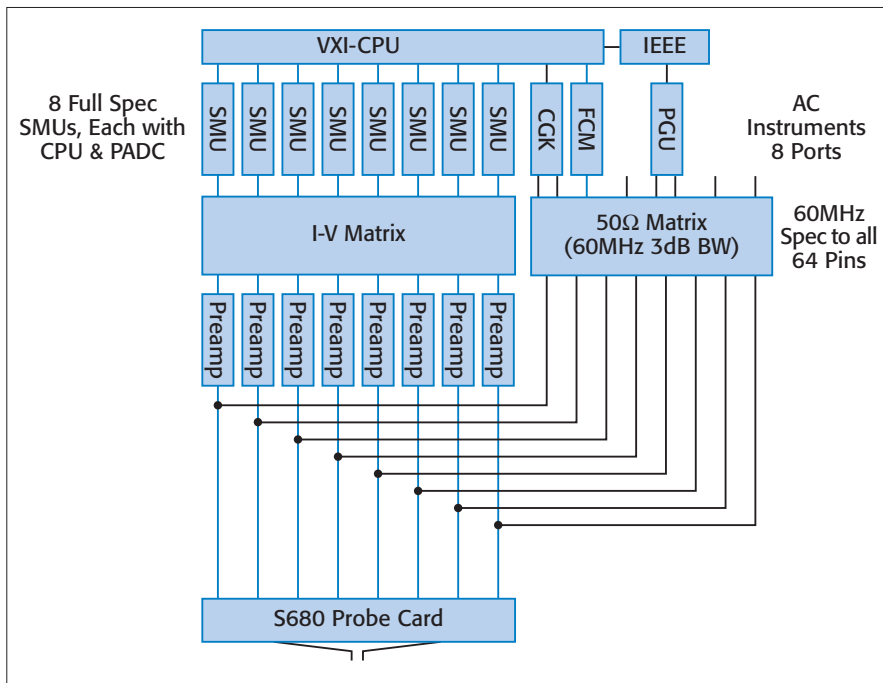 VXI-CPU
IEEE
8 Full Spec
SMUs, Each with
CPU & PADC
SMU
SMU
SMU
SMU
SMU
SMU
SMU
SMU
CGK
FCM
PGU
AC
Instruments
8 Ports
I-V Matrix
50Ω Matrix
(60MHz 3dB BW)
60MHz
Spec to all
64 Pins
Preamp
Preamp
Preamp
Preamp
Preamp
Preamp
Preamp
Preamp
S680 Probe Card